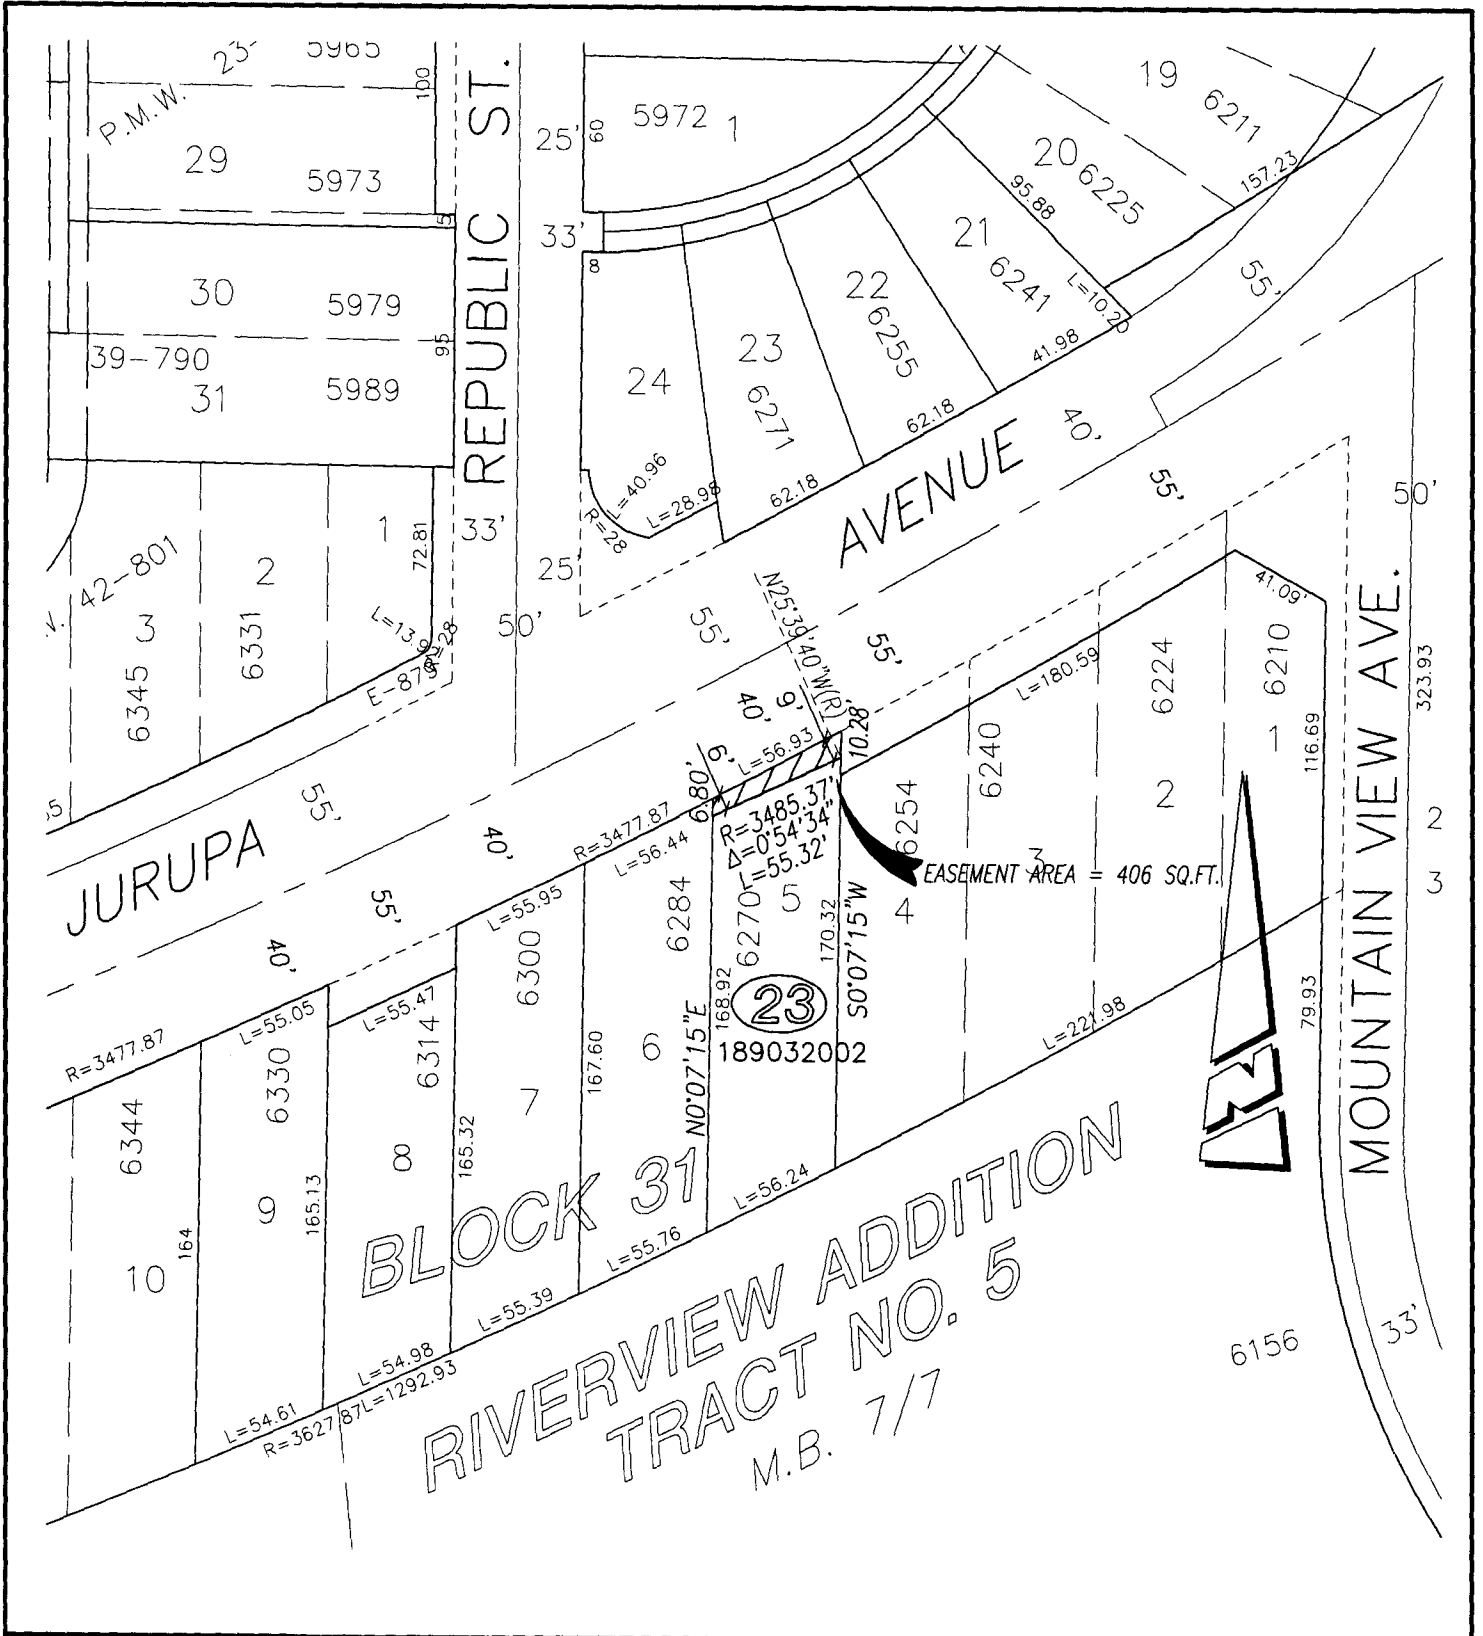 23-
5965
100
P.M.W.
29
5973
5
30
5979
95
39-790
31
5989
REPUBLIC ST.
25'
60
5972 1
33'
8
19
6211
20
6225
157.23
95.88
21
6241
L=10.20
55'
22
6255
41.98
23
6271
62.18
24
62.18
L=40.96
R=28
L=28.98
AVENUE
40'
55'
50'
42-801
3
6345
2
6331
1
72.81
33'
25'
50'
E-879
55'
N25°39'40"W(R)
55'
9'
40'
6'
L=56.93
10.28'
6.80'
L=180.59
41.09'
6210
1
6224
2
6240
3
6254
4
116.69
MOUNTAIN VIEW AVE.
323.93
2
3
JURUPA
55'
40'
55'
40'
R=3477.87
L=56.44
R=3485.37'
Δ=0°54'34"
L=55.32'
EASEMENT AREA = 406 SQ.FT.
L=55.95
6284
6270
5
170.32
S0°07'15"W
168.92
N0°07'15"E
23
189032002
6300
L=55.47
L=55.05
R=3477.87
6314
6330
6344
6
7
8
9
10
167.60
165.32
165.13
164
L=221.98
79.93
BLOCK 31
L=56.24
L=55.76
L=55.39
L=54.98
L=54.61
R=3627.87
L=1292.93
RIVERVIEW ADDITION
TRACT NO. 5
M.B. 7/7
6156
33'